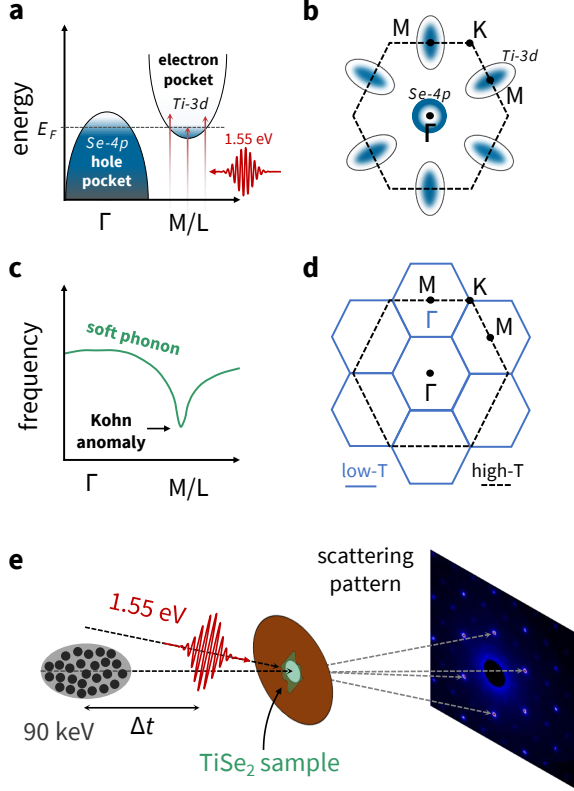 a
energy
electron
pocket
Ti-3d
E_F
Se-4p
hole
pocket
1.55 eV
Γ
M/L
b
M
K
Ti-3d
Se-4p
M
Γ
c
frequency
soft phonon
Kohn
anomaly
Γ
M/L
d
M
K
Γ
M
Γ
low-T
high-T
e
scattering
pattern
1.55 eV
90 keV
Δt
TiSe₂ sample